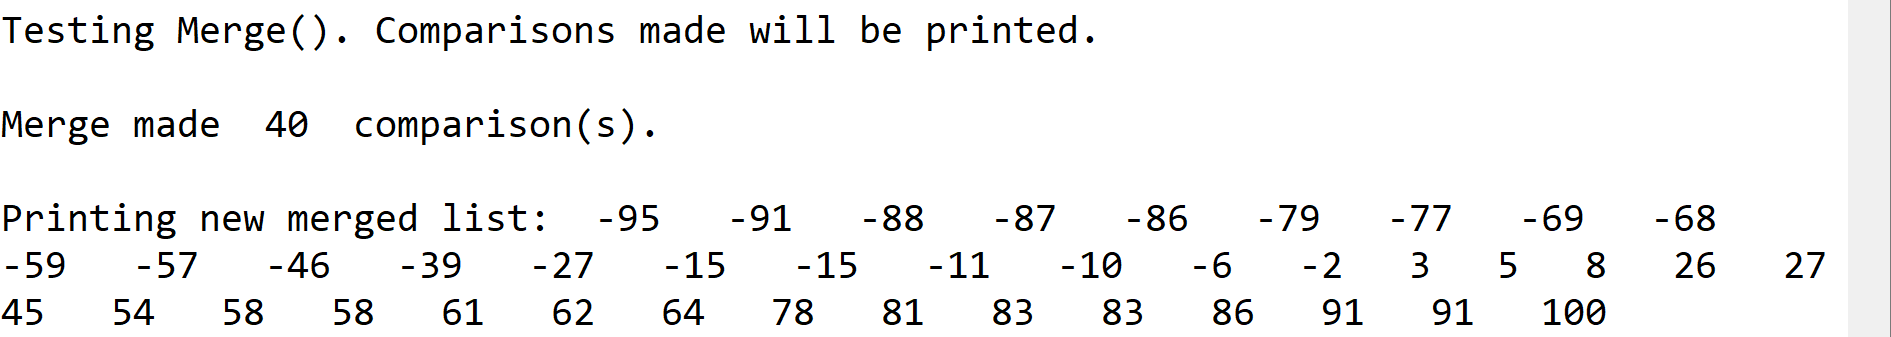 Testing Merge(). Comparisons made will be printed.
Merge made  40  comparison(s).
Printing new merged list:  -95   -91   -88   -87   -86   -79   -77   -69   -68
-59   -57   -46   -39   -27   -15   -15   -11   -10   -6   -2   3   5   8   26   27
45   54   58   58   61   62   64   78   81   83   83   86   91   91   100